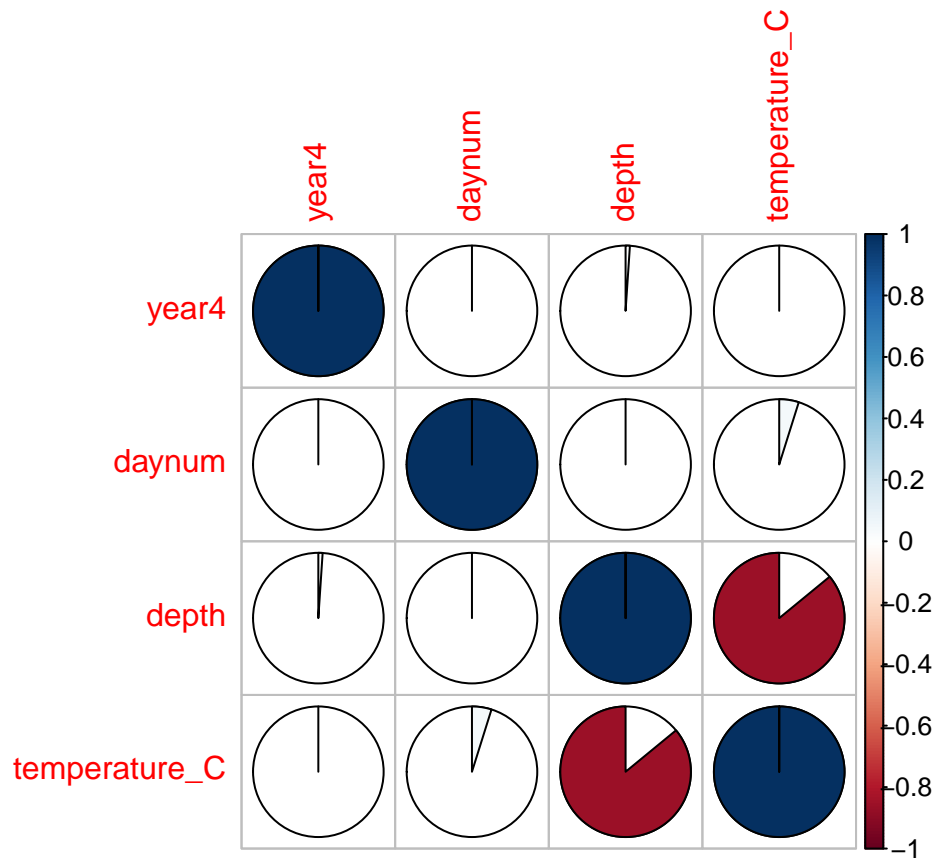 year4
daynum
depth
temperature_C
year4
daynum
depth
temperature_C
1
0.8
0.6
0.4
0.2
0
−0.2
−0.4
−0.6
−0.8
−1